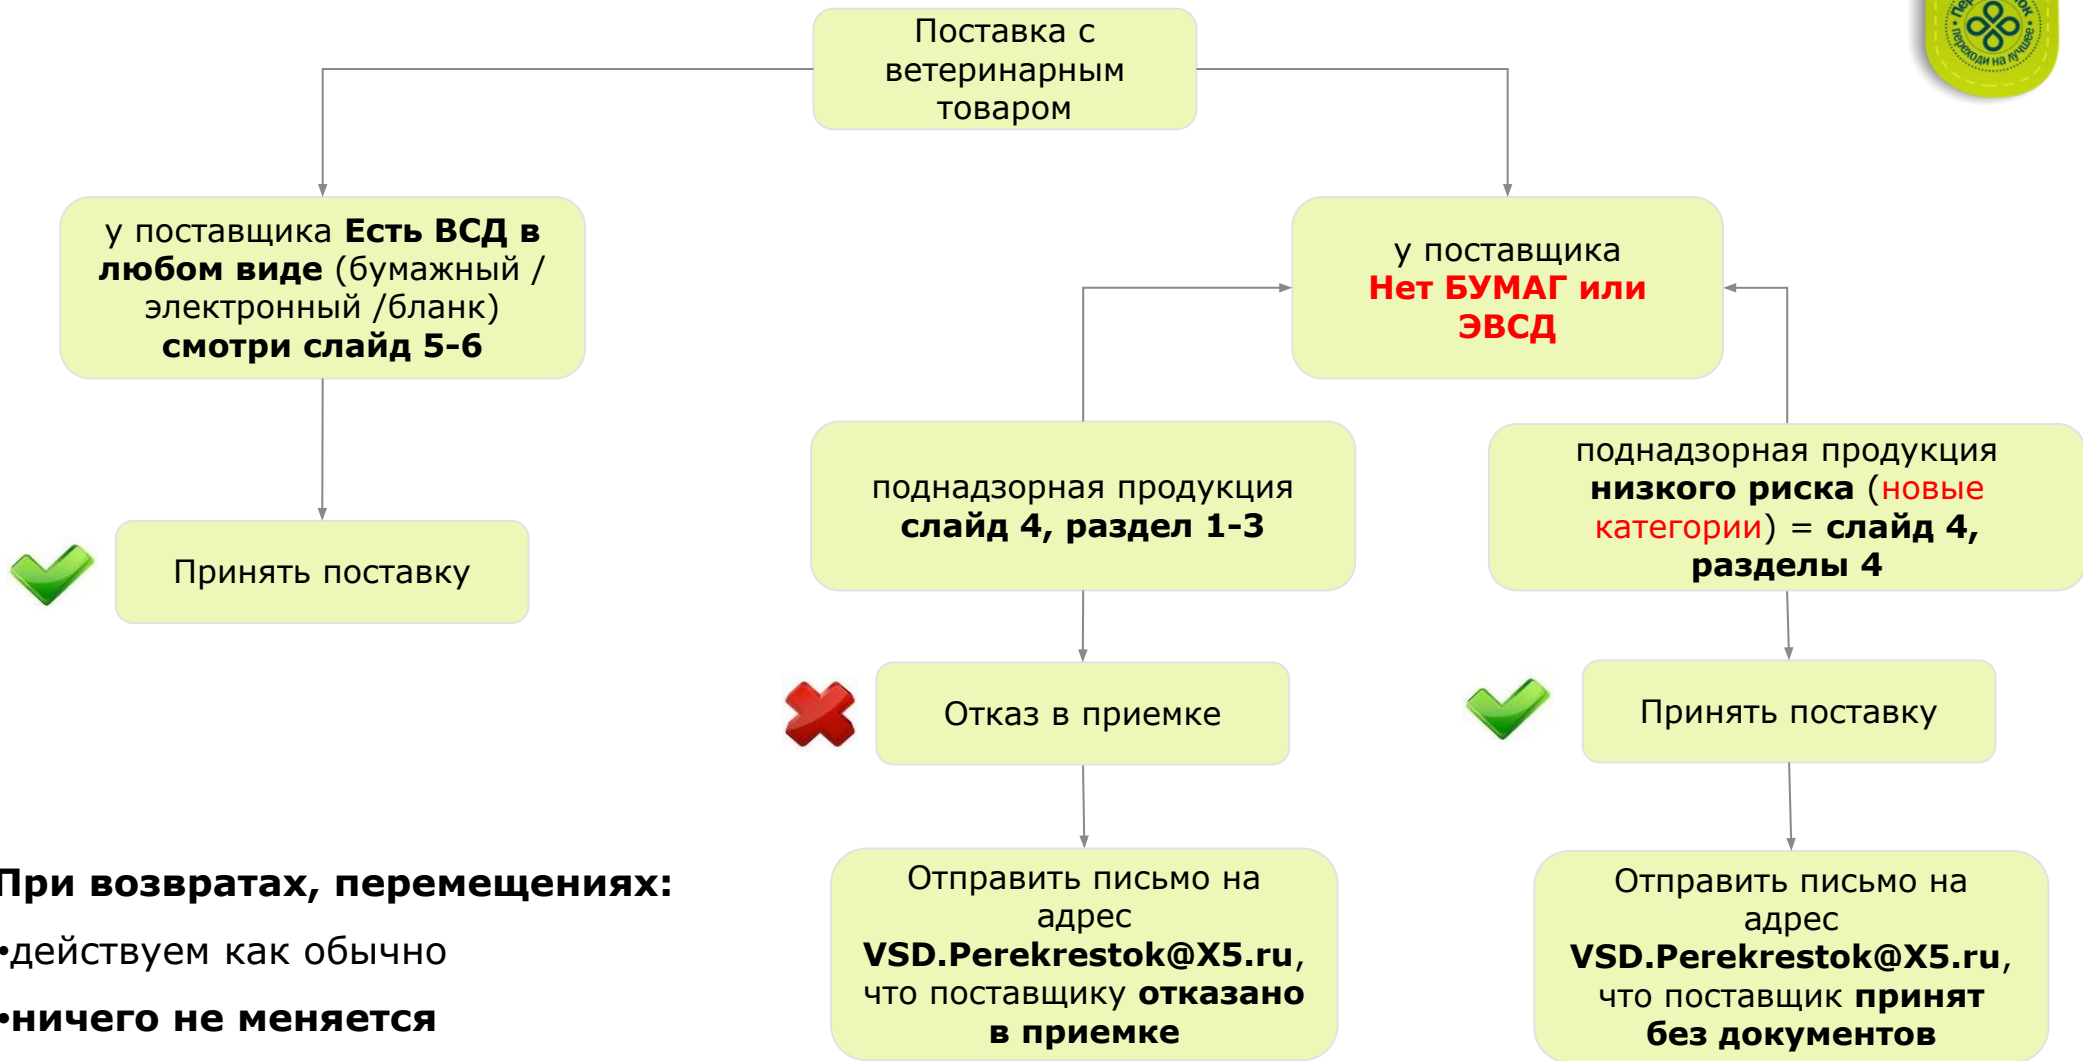 Поставка с
ветеринарным
товаром
переходи на лучшее
у поставщика Есть ВСД в
любом виде (бумажный /
электронный /бланк)
смотри слайд 5-6
у поставщика
Нет БУМАГ или
ЭВСД
поднадзорная продукция
слайд 4, раздел 1-3
поднадзорная продукция
низкого риска (новые
категории) = слайд 4,
разделы 4
Принять поставку
Отказ в приемке
Принять поставку
При возвратах, перемещениях:
•действуем как обычно
•ничего не меняется
Отправить письмо на
адрес
VSD.Perekrestok@X5.ru,
что поставщику отказано
в приемке
Отправить письмо на
адрес
VSD.Perekrestok@X5.ru,
что поставщик принят
без документов